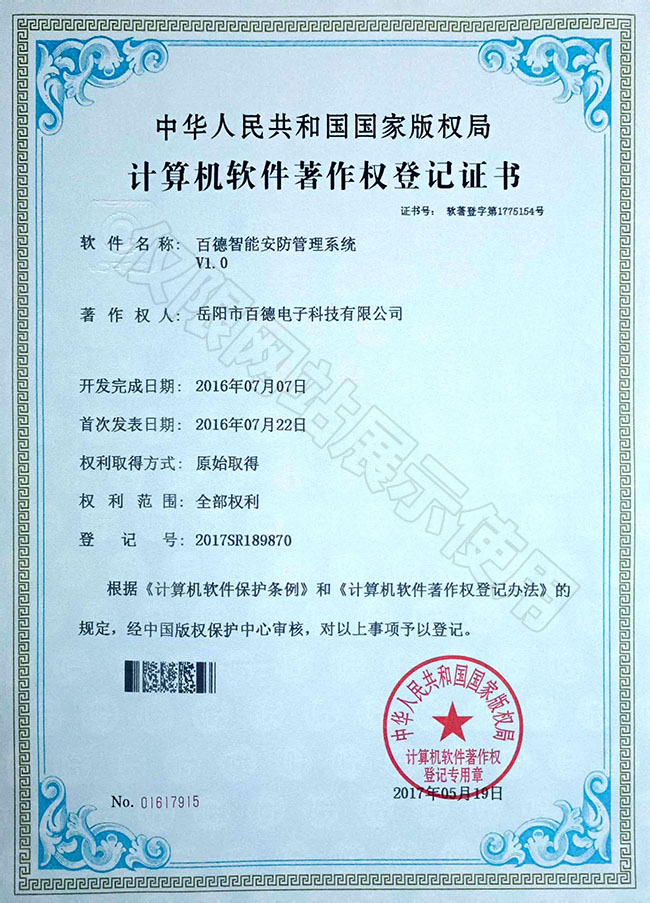 中华人民共和国国家版权局
计算机软件著作权登记证书
证书号： 软著登字第1775154号
软件名称： 百德智能安防管理系统
V1.0
著作权人： 岳阳市百德电子科技有限公司
开发完成日期： 2016年07月07日
首次发表日期： 2016年07月22日
权利取得方式： 原始取得
权利范围： 全部权利
登记号： 2017SR189870
根据《计算机软件保护条例》和《计算机软件著作权登记办法》的
规定，经中国版权保护中心审核，对以上事项予以登记。
中华人民共和国国家版权局
计算机软件著作权
登记专用章
No. 01617915
2017年05月19日
仅限网站展示使用